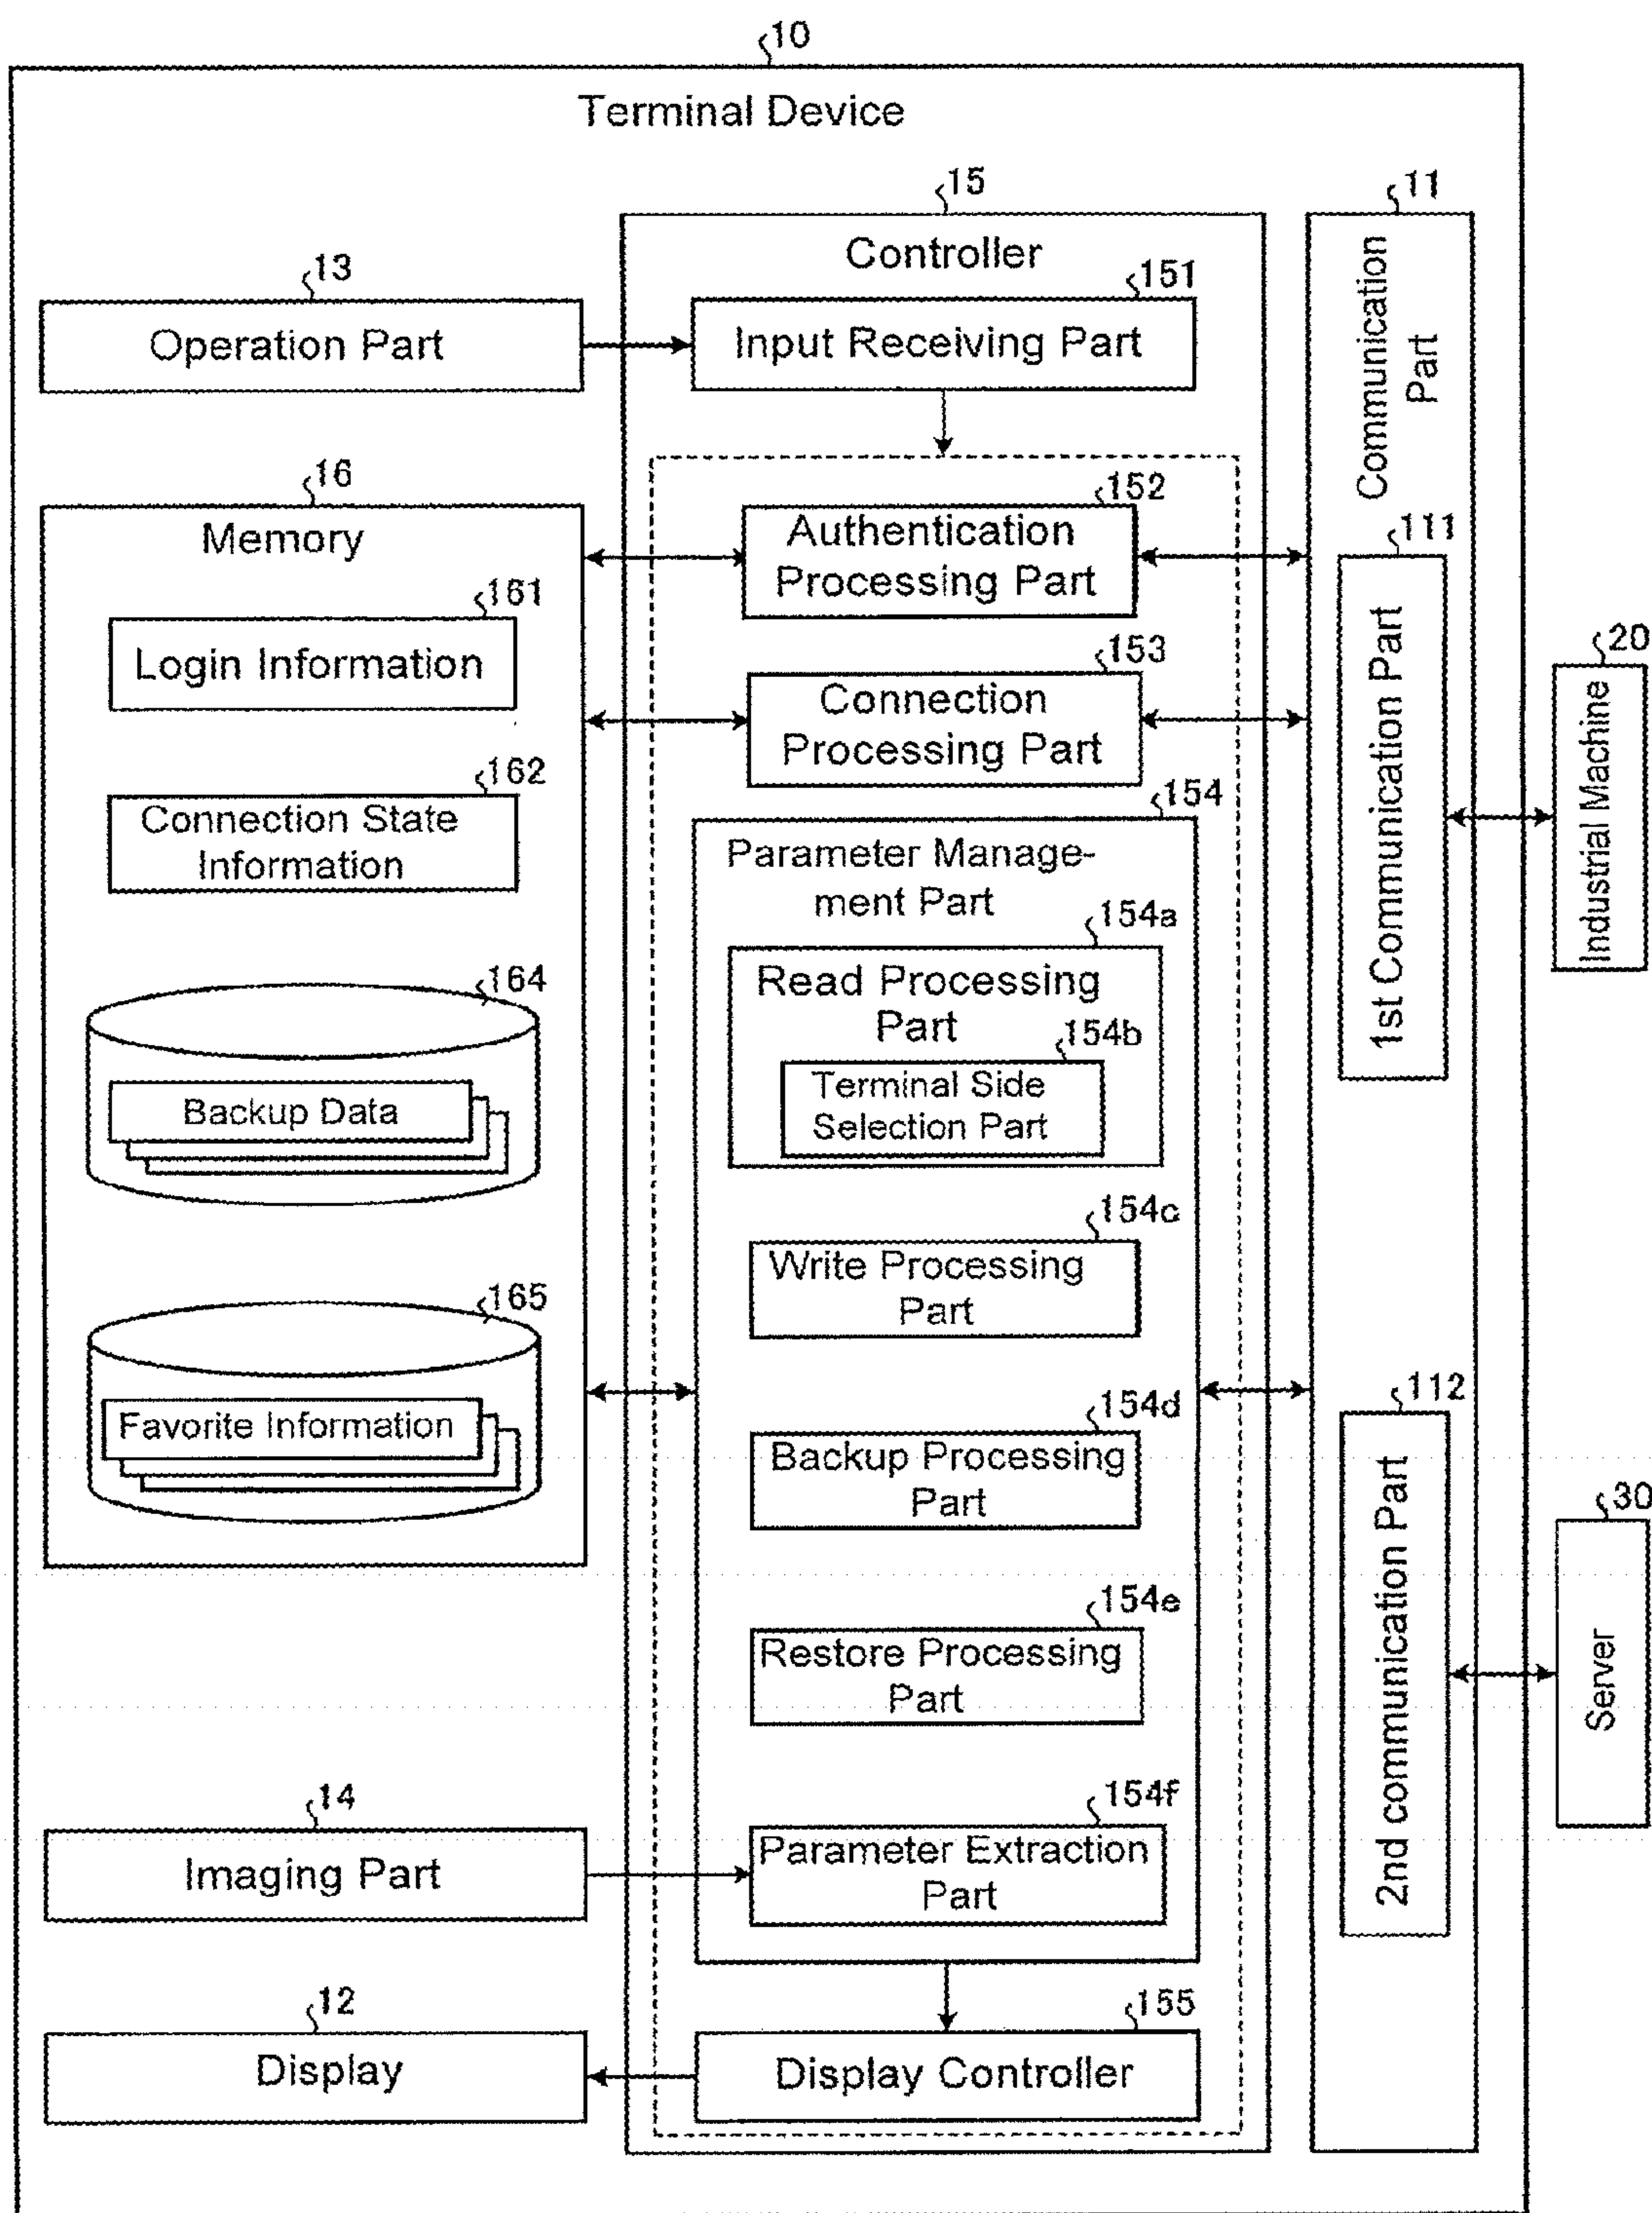 10
Terminal Device
15
Controller
11
Communication
Part
13
Operation Part
151
Input Receiving Part
16
Memory
152
Authentication
Processing Part
111
1st Communication Part
161
Login Information
153
Connection
Processing Part
20
Industrial Machine
162
Connection State
Information
154
Parameter Manage-
ment Part
154a
Read Processing
Part
154b
Terminal Side
Selection Part
164
Backup Data
154c
Write Processing
Part
165
Favorite Information
154d
Backup Processing
Part
112
2nd communication Part
30
Server
154e
Restore Processing
Part
14
Imaging Part
154f
Parameter Extraction
Part
12
Display
155
Display Controller